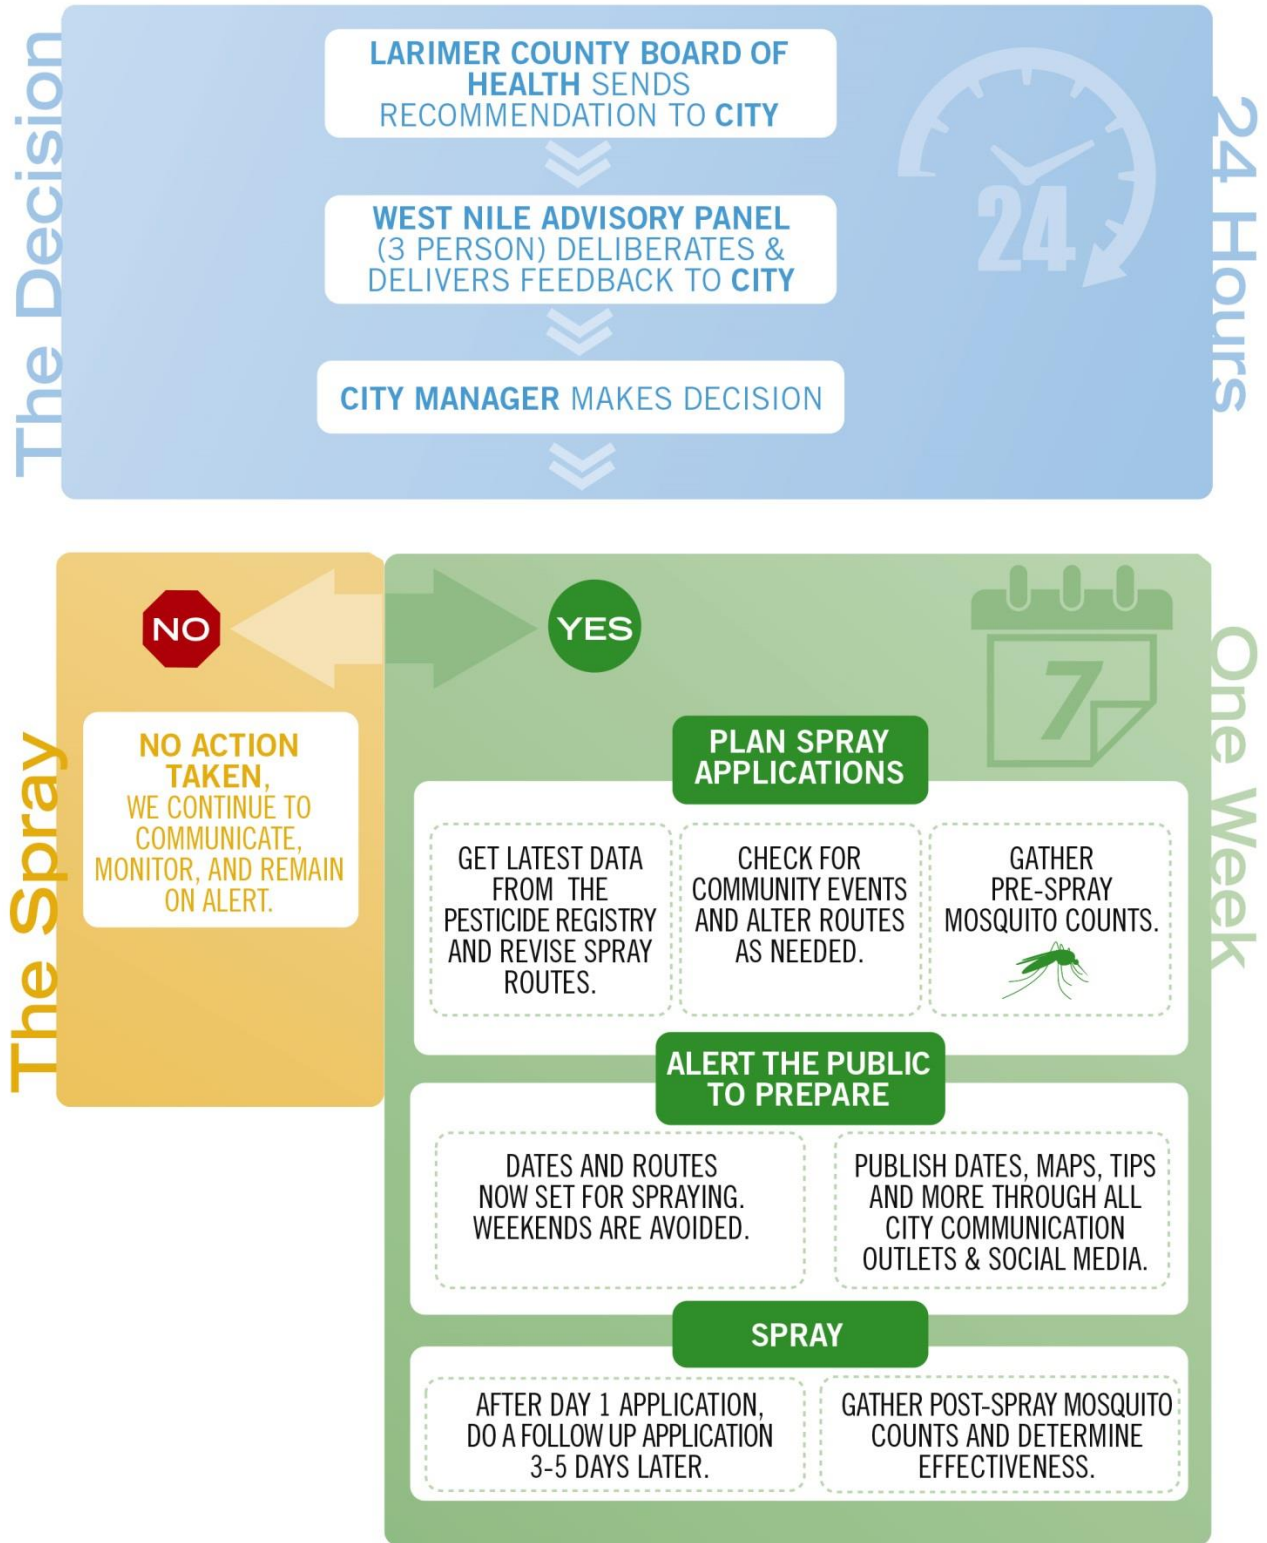 The Decision
LARIMER COUNTY BOARD OF
HEALTH SENDS
RECOMMENDATION TO CITY
WEST NILE ADVISORY PANEL
(3 PERSON) DELIBERATES &
DELIVERS FEEDBACK TO CITY
CITY MANAGER MAKES DECISION
24
24 Hours
The Spray
NO
NO ACTION
TAKEN,
WE CONTINUE TO
COMMUNICATE,
MONITOR, AND REMAIN
ON ALERT.
YES
7
One Week
PLAN SPRAY
APPLICATIONS
GET LATEST DATA
FROM THE
PESTICIDE REGISTRY
AND REVISE SPRAY
ROUTES.
CHECK FOR
COMMUNITY EVENTS
AND ALTER ROUTES
AS NEEDED.
GATHER
PRE-SPRAY
MOSQUITO COUNTS.
ALERT THE PUBLIC
TO PREPARE
DATES AND ROUTES
NOW SET FOR SPRAYING.
WEEKENDS ARE AVOIDED.
PUBLISH DATES, MAPS, TIPS
AND MORE THROUGH ALL
CITY COMMUNICATION
OUTLETS & SOCIAL MEDIA.
SPRAY
AFTER DAY 1 APPLICATION,
DO A FOLLOW UP APPLICATION
3-5 DAYS LATER.
GATHER POST-SPRAY MOSQUITO
COUNTS AND DETERMINE
EFFECTIVENESS.